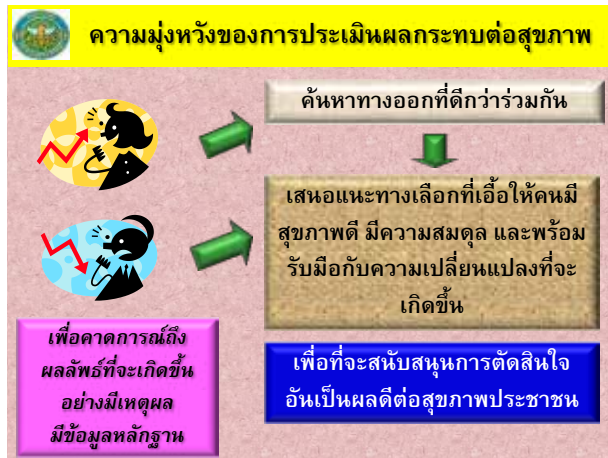 ความมุ่งหวังของการประเมินผลกระทบต่อสุขภาพ
ค้นหาทางออกที่ดีกว่าร่วมกัน
เสนอแนะทางเลือกที่เอื้อให้คนมี
สุขภาพดี มีความสมดุล และพร้อม
รับมือกับความเปลี่ยนแปลงที่จะ
เกิดขึ้น
เพื่อคาดการณ์ถึง
ผลลัพธ์ที่จะเกิดขึ้น
อย่างมีเหตุผล
มีข้อมูลหลักฐาน
เพื่อที่จะสนับสนุนการตัดสินใจ
อันเป็นผลดีต่อสุขภาพประชาชน